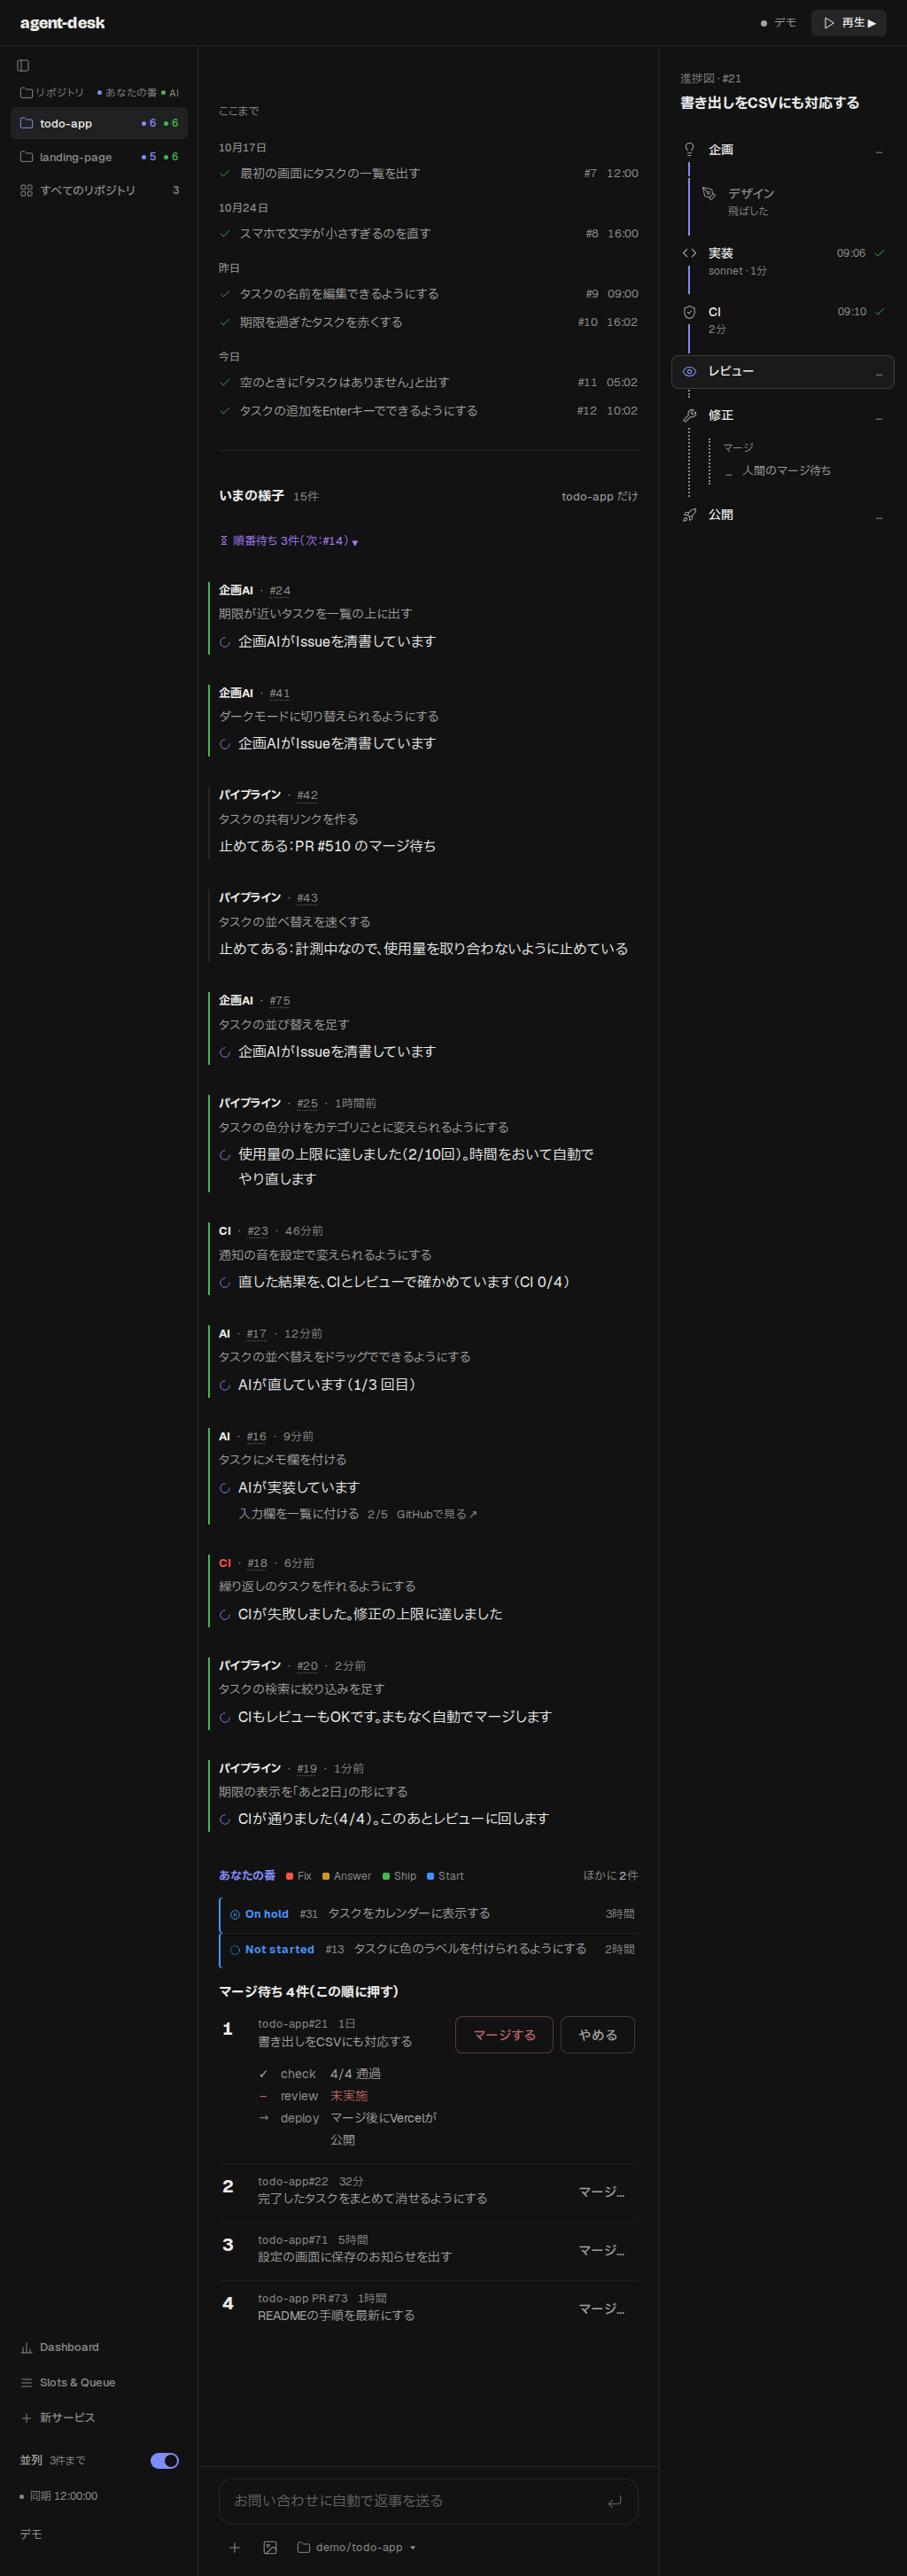 agent-desk
デモ
再生 ▶
リポジトリ
あなたの番
AI
todo-app
6
6
landing-page
5
6
すべてのリポジトリ
3
ここまで
10月17日
最初の画面にタスクの一覧を出す #7 12:00
10月24日
スマホで文字が小さすぎるのを直す #8 16:00
昨日
タスクの名前を編集できるようにする #9 09:00
期限を過ぎたタスクを赤くする #10 16:02
今日
空のときに「タスクはありません」と出す #11 05:02
タスクの追加をEnterキーでできるようにする #12 10:02
いまの様子 15件 todo-app だけ
順番待ち 3件(次:#14) ▼
企画AI · #24
期限が近いタスクを一覧の上に出す
企画AIがIssueを清書しています
企画AI · #41
ダークモードに切り替えられるようにする
企画AIがIssueを清書しています
パイプライン · #42
タスクの共有リンクを作る
止めてある:PR #510 のマージ待ち
パイプライン · #43
タスクの並べ替えを速くする
止めてある:計測中なので、使用量を取り合わないように止めている
企画AI · #75
タスクの並び替えを足す
企画AIがIssueを清書しています
パイプライン · #25 · 1時間前
タスクの色分けをカテゴリごとに変えられるようにする
使用量の上限に達しました(2/10回)。時間をおいて自動で
やり直します
CI · #23 · 46分前
通知の音を設定で変えられるようにする
直した結果を、CIとレビューで確かめています(CI 0/4)
AI · #17 · 12分前
タスクの並べ替えをドラッグでできるようにする
AIが直しています(1/3 回目)
AI · #16 · 9分前
タスクにメモ欄を付ける
AIが実装しています
入力欄を一覧に付ける 2/5 GitHubで見る ↗
CI · #18 · 6分前
繰り返しのタスクを作れるようにする
CIが失敗しました。修正の上限に達しました
パイプライン · #20 · 2分前
タスクの検索に絞り込みを足す
CIもレビューもOKです。まもなく自動でマージします
パイプライン · #19 · 1分前
期限の表示を「あと2日」の形にする
CIが通りました(4/4)。このあとレビューに回します
あなたの番 Fix Answer Ship Start ほかに 2件
On hold #31 タスクをカレンダーに表示する 3時間
Not started #13 タスクに色のラベルを付けられるようにする 2時間
マージ待ち 4件(この順に押す)
1 todo-app#21 1日
書き出しをCSVにも対応する
マージする
やめる
✓ check 4/4 通過
– review 未実施
→ deploy マージ後にVercelが
公開
2 todo-app#22 32分
完了したタスクをまとめて消せるようにする
マージ…
3 todo-app#71 5時間
設定の画面に保存のお知らせを出す
マージ…
4 todo-app PR#73 1時間
READMEの手順を最新にする
マージ…
お問い合わせに自動で返事を送る
demo/todo-app
進捗図 · #21
書き出しをCSVにも対応する
企画 …
デザイン
飛ばした
実装 09:06
sonnet · 1分
CI 09:10
2分
レビュー …
修正 …
マージ
… 人間のマージ待ち
公開 …
Dashboard
Slots & Queue
新サービス
並列 3件まで
同期 12:00:00
デモ